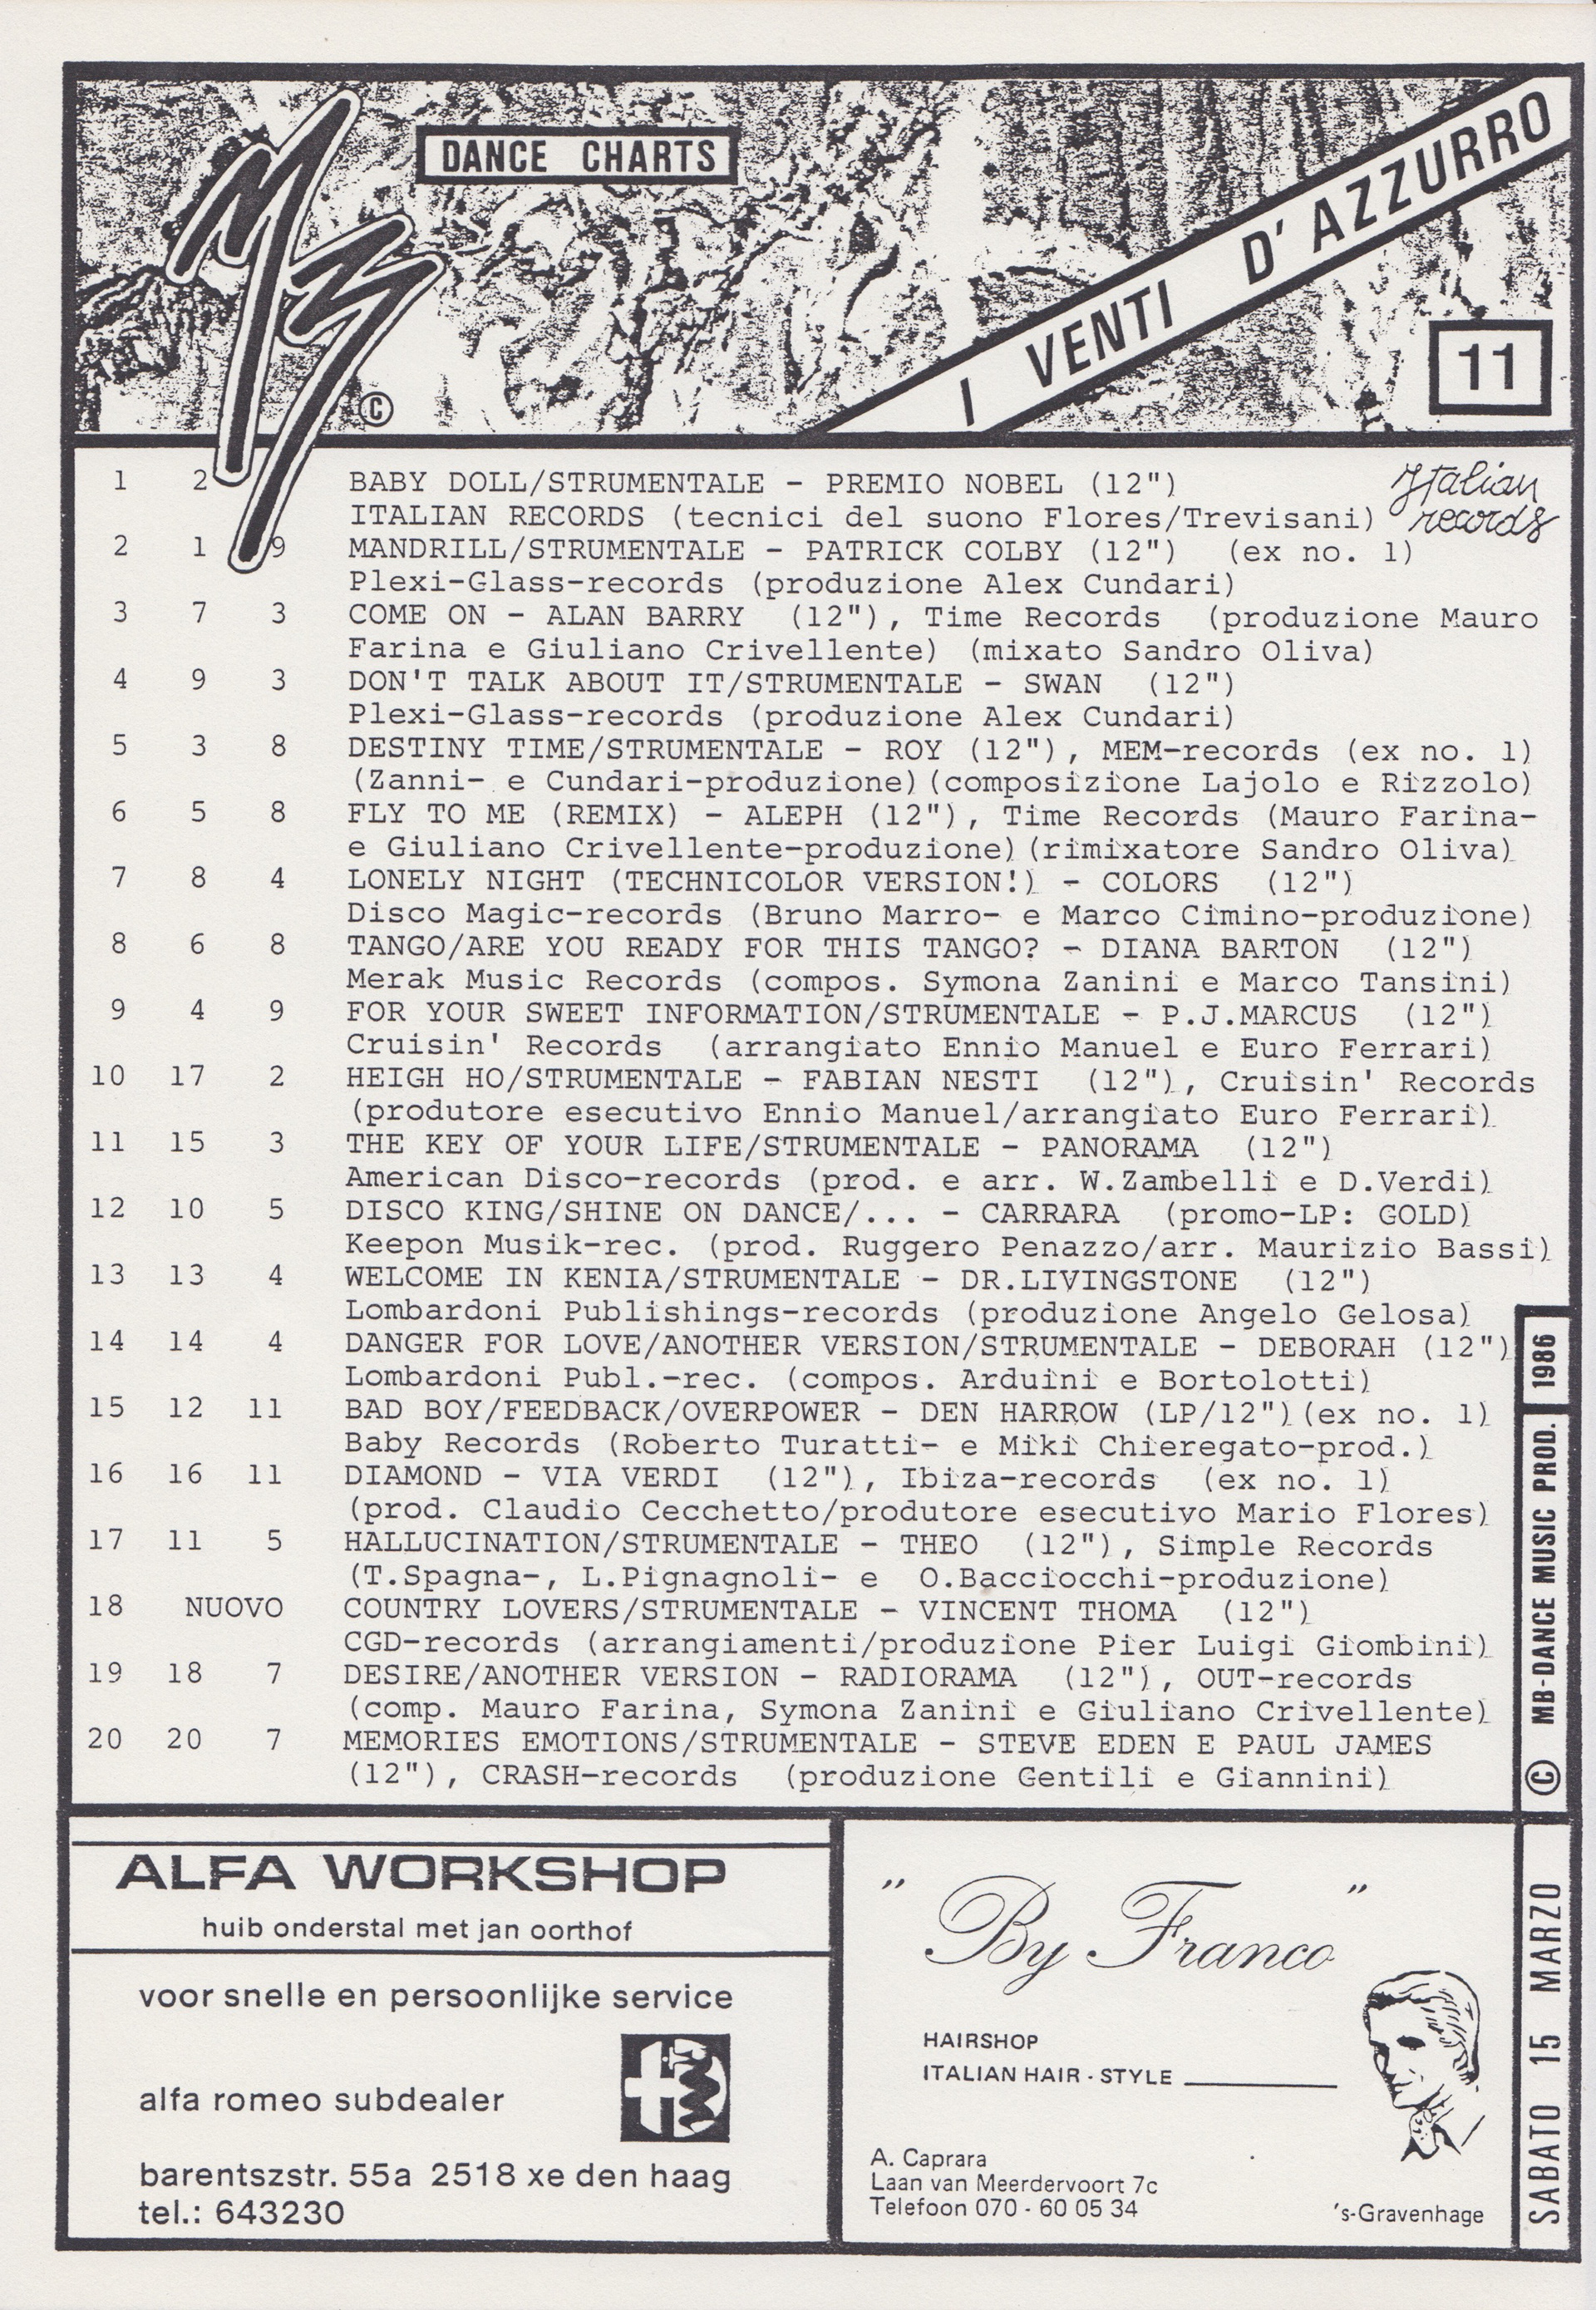 DANCE CHARTS
I VENTI D'AZZURRO
11
MB
©
1 2 BABY DOLL/STRUMENTALE - PREMIO NOBEL (12")
ITALIAN RECORDS (tecnici del suono Flores/Trevisani)
Italian records
2 1 9 MANDRILL/STRUMENTALE - PATRICK COLBY (12") (ex no. 1)
Plexi-Glass-records (produzione Alex Cundari)
3 7 3 COME ON - ALAN BARRY (12"), Time Records (produzione Mauro
Farina e Giuliano Crivellente) (mixato Sandro Oliva)
4 9 3 DON'T TALK ABOUT IT/STRUMENTALE - SWAN (12")
Plexi-Glass-records (produzione Alex Cundari)
5 3 8 DESTINY TIME/STRUMENTALE - ROY (12"), MEM-records (ex no. 1)
(Zanni- e Cundari-produzione)(composizione Lajolo e Rizzolo)
6 5 8 FLY TO ME (REMIX) - ALEPH (12"), Time Records (Mauro Farina-
e Giuliano Crivellente-produzione)(rimixatore Sandro Oliva)
7 8 4 LONELY NIGHT (TECHNICOLOR VERSION!) - COLORS (12")
Disco Magic-records (Bruno Marro- e Marco Cimino-produzione)
8 6 8 TANGO/ARE YOU READY FOR THIS TANGO? - DIANA BARTON (12")
Merak Music Records (compos. Symona Zanini e Marco Tansini)
9 4 9 FOR YOUR SWEET INFORMATION/STRUMENTALE - P.J.MARCUS (12")
Cruisin' Records (arrangiato Ennio Manuel e Euro Ferrari)
10 17 2 HEIGH HO/STRUMENTALE - FABIAN NESTI (12"), Cruisin' Records
(produtore esecutivo Ennio Manuel/arrangiato Euro Ferrari)
11 15 3 THE KEY OF YOUR LIFE/STRUMENTALE - PANORAMA (12")
American Disco-records (prod. e arr. W.Zambelli e D.Verdi)
12 10 5 DISCO KING/SHINE ON DANCE/... - CARRARA (promo-LP: GOLD)
Keepon Musik-rec. (prod. Ruggero Penazzo/arr. Maurizio Bassi)
13 13 4 WELCOME IN KENIA/STRUMENTALE - DR.LIVINGSTONE (12")
Lombardoni Publishings-records (produzione Angelo Gelosa)
14 14 4 DANGER FOR LOVE/ANOTHER VERSION/STRUMENTALE - DEBORAH (12")
Lombardoni Publ.-rec. (compos. Arduini e Bortolotti)
15 12 11 BAD BOY/FEEDBACK/OVERPOWER - DEN HARROW (LP/12")(ex no. 1)
Baby Records (Roberto Turatti- e Miki Chieregato-prod.)
16 16 11 DIAMOND - VIA VERDI (12"), Ibiza-records (ex no. 1)
(prod. Claudio Cecchetto/produtore esecutivo Mario Flores)
17 11 5 HALLUCINATION/STRUMENTALE - THEO (12"), Simple Records
(T.Spagna-, L.Pignagnoli- e O.Bacciocchi-produzione)
18 NUOVO COUNTRY LOVERS/STRUMENTALE - VINCENT THOMA (12")
CGD-records (arrangiamenti/produzione Pier Luigi Giombini)
19 18 7 DESIRE/ANOTHER VERSION - RADIORAMA (12"), OUT-records
(comp. Mauro Farina, Symona Zanini e Giuliano Crivellente)
20 20 7 MEMORIES EMOTIONS/STRUMENTALE - STEVE EDEN E PAUL JAMES
(12"), CRASH-records (produzione Gentili e Giannini)
© MB-DANCE MUSIC PROD. 1986
SABATO 15 MARZO
ALFA WORKSHOP
huib onderstal met jan oorthof
voor snelle en persoonlijke service
alfa romeo subdealer
barentszstr. 55a 2518 xe den haag
tel.: 643230
" By Franco "
HAIRSHOP
ITALIAN HAIR - STYLE
A. Caprara
Laan van Meerdervoort 7c
Telefoon 070 - 60 05 34
's-Gravenhage